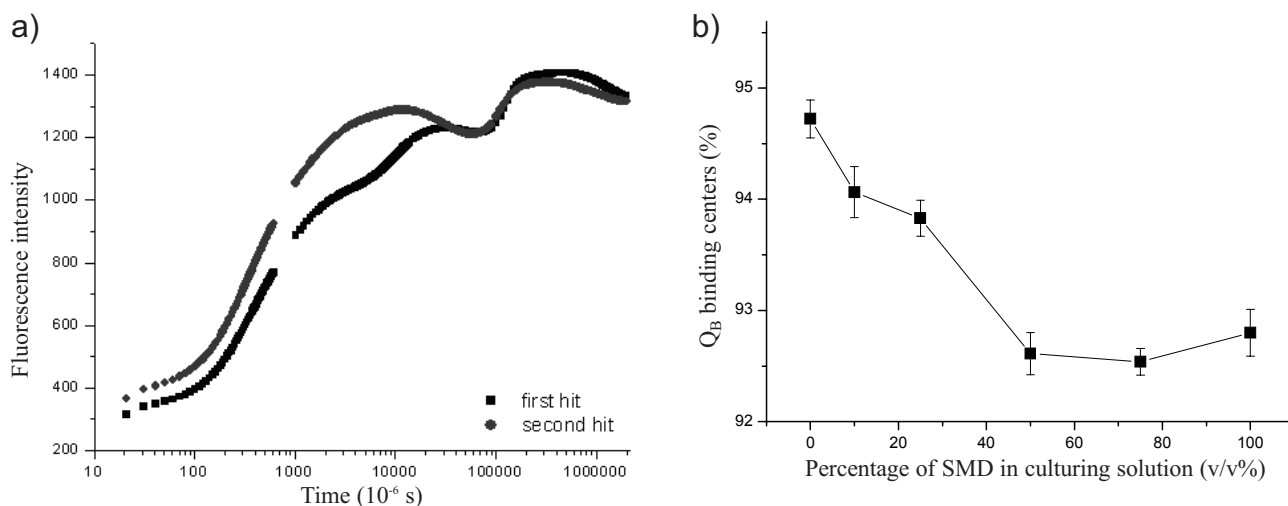 a)
1400
1200
1000
800
600
400
200
10
100
1000
10000
100000
1000000
Fluorescence intensity
Time (10⁻⁶ s)
first hit
second hit
b)
95
94
93
92
0
20
40
60
80
100
Q_B binding centers (%)
Percentage of SMD in culturing solution (v/v%)